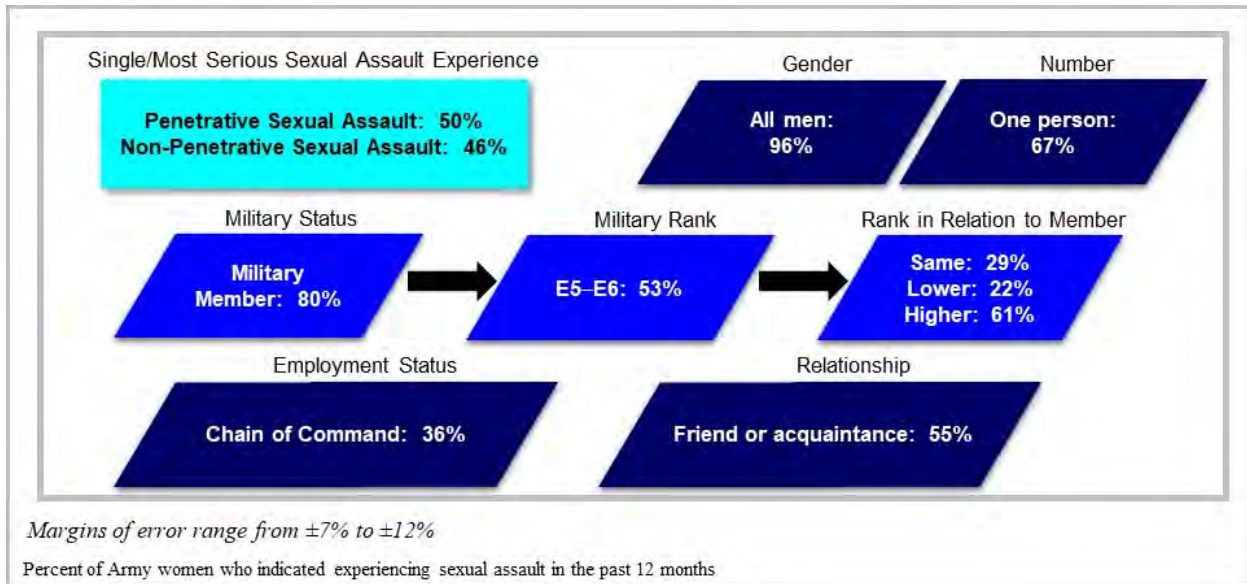 Single/Most Serious Sexual Assault Experience
Penetrative Sexual Assault: 50%
Non-Penetrative Sexual Assault: 46%
Gender
All men:
96%
Number
One person:
67%
Military Status
Military
Member: 80%
Military Rank
E5–E6: 53%
Rank in Relation to Member
Same: 29%
Lower: 22%
Higher: 61%
Employment Status
Chain of Command: 36%
Relationship
Friend or acquaintance: 55%
Margins of error range from ±7% to ±12%
Percent of Army women who indicated experiencing sexual assault in the past 12 months